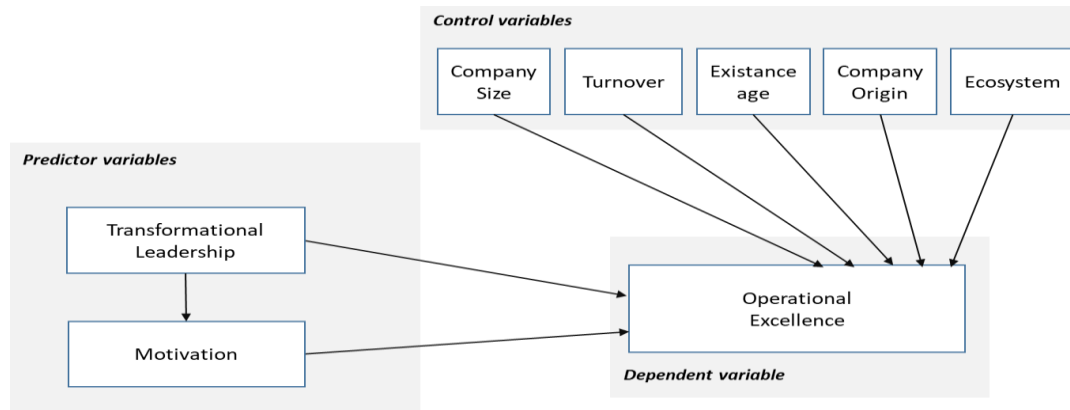 Control variables
Company
Size
Turnover
Existance
age
Company
Origin
Ecosystem
Predictor variables
Transformational
Leadership
Motivation
Operational
Excellence
Dependent variable